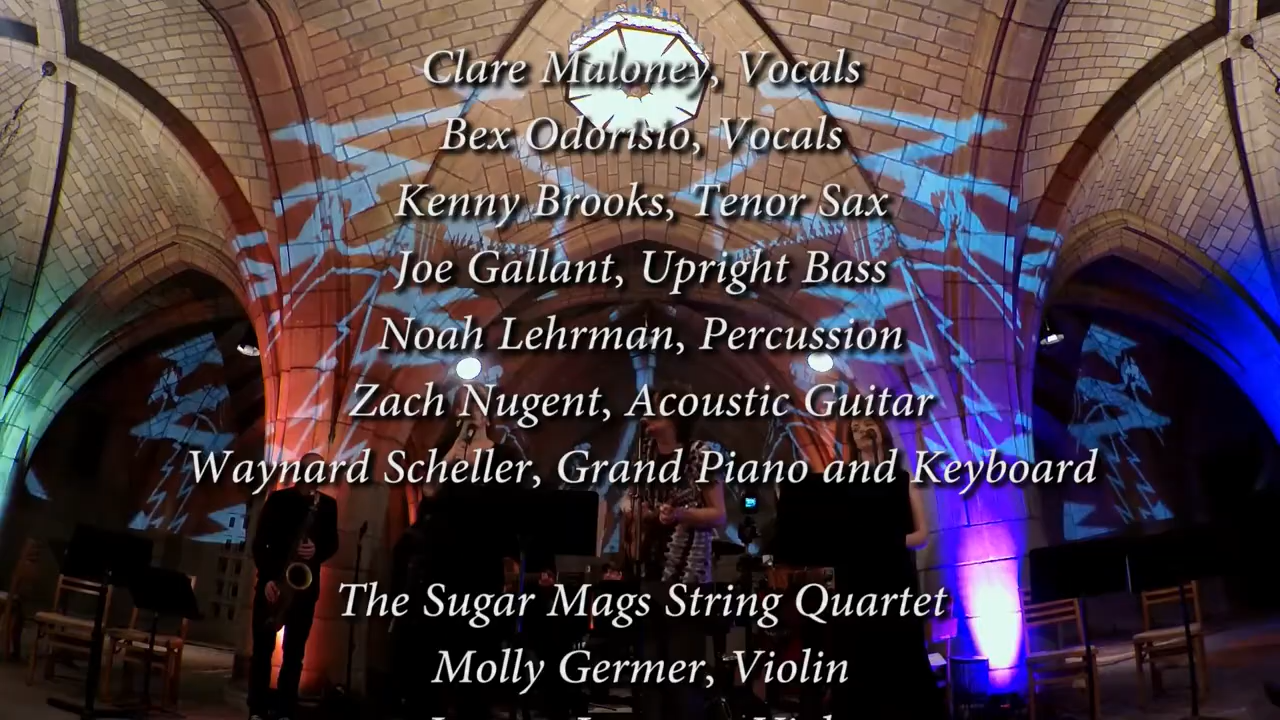 Clare Maloney, Vocals
Bex Odorisio, Vocals
Kenny Brooks, Tenor Sax
Joe Gallant, Upright Bass
Noah Lehrman, Percussion
Zach Nugent, Acoustic Guitar
Waynard Scheller, Grand Piano and Keyboard
The Sugar Mags String Quartet
Molly Germer, Violin